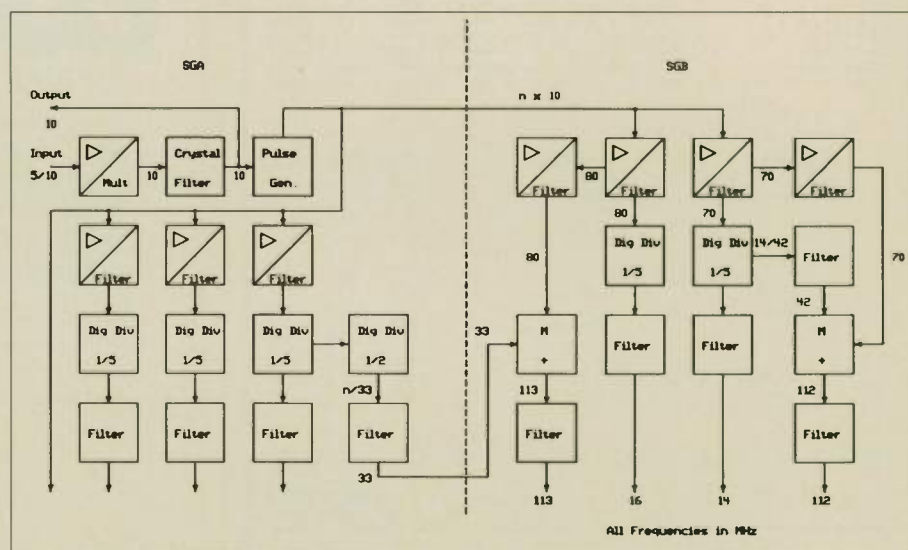 SGA
SGB
Output
10
n x 10
Input
5/10
Mult
10
Crystal
Filter
10
Pulse
Gen.
Filter
80
Filter
Filter
70
Filter
80
70
Filter
Filter
Filter
Dig Div
1/5
Dig Div
1/5
14/42
Filter
80
70
42
Dig Div
1/5
Dig Div
1/5
Dig Div
1/5
Dig Div
1/2
33
M
+
Filter
Filter
M
+
n/33
113
112
Filter
Filter
Filter
Filter
Filter
Filter
33
113
16
14
112
All Frequencies in MHz